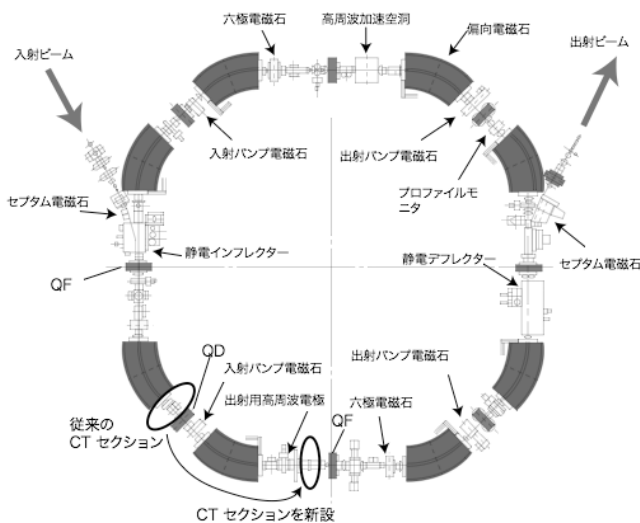 六極電磁石
高周波加速空洞
偏向電磁石
入射ビーム
出射ビーム
入射バンプ電磁石
出射バンプ電磁石
プロファイルモ
ニタ
セプタム電磁石
静電インフレクター
静電デフレクター
セプタム電磁石
QF
QD
入射バンプ電磁石
出射バンプ電磁石
出射用高周波電極
六極電磁石
QF
従来の
CT セクション
CT セクションを新設